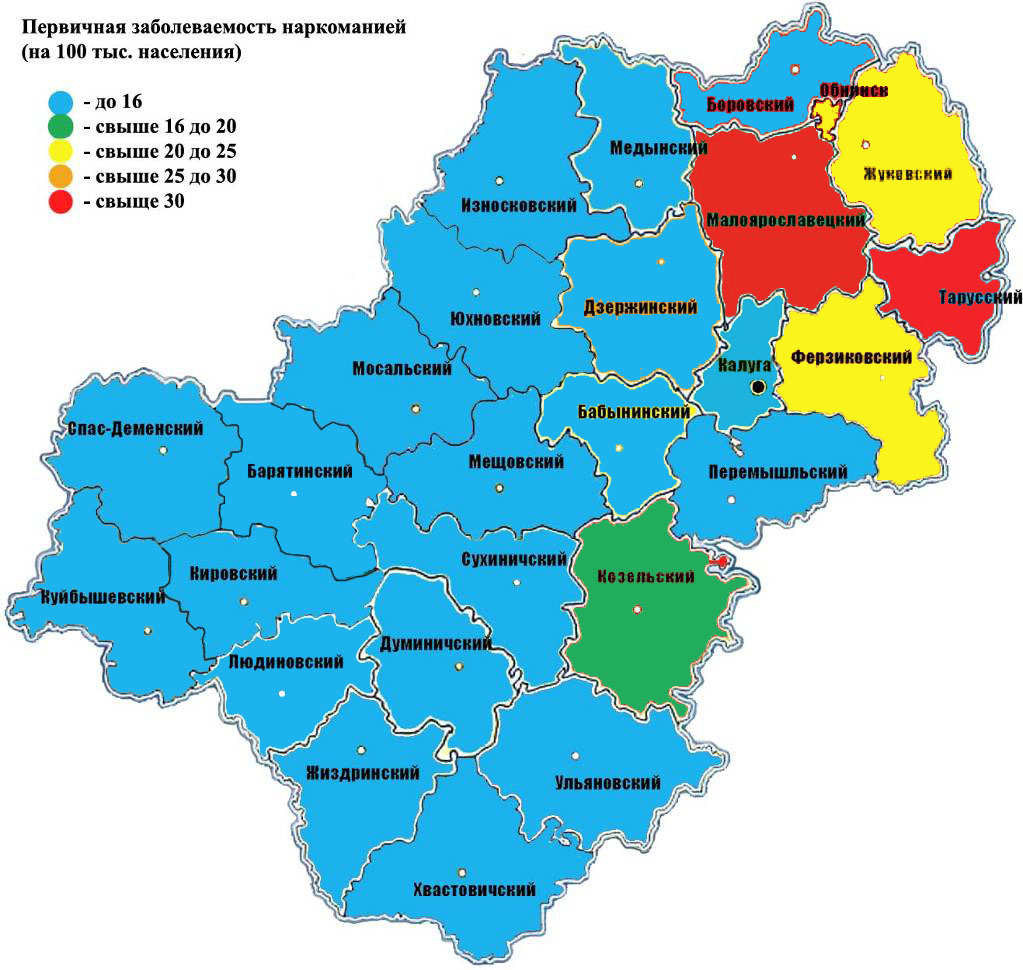 Первичная заболеваемость наркоманией
(на 100 тыс. населения)
- до 16
- свыше 16 до 20
- свыше 20 до 25
- свыше 25 до 30
- свыще 30
Обнинск
Боровский
Медынский
Жуковский
Износковский
Малоярославецкий
Тарусский
Дзержинский
Юхновский
Ферзиковский
Калуга
Мосальский
Бабынинский
Спас-Деменский
Мещовский
Барятинский
Перемышльский
Сухиничский
Кировский
Козельский
Куйбышевский
Думиничский
Людиновский
Жиздринский
Ульяновский
Хвастовичский